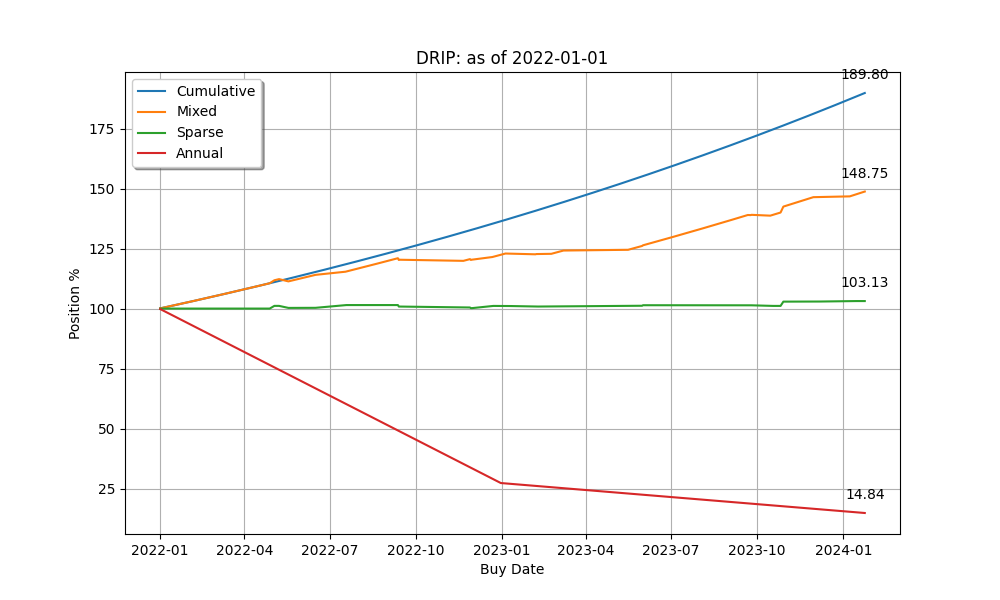 DRIP: as of 2022-01-01
Cumulative
Mixed
Sparse
Annual
189.80
148.75
103.13
14.84
175
150
125
100
75
50
25
Position %
2022-01 2022-04 2022-07 2022-10 2023-01 2023-04 2023-07 2023-10 2024-01
Buy Date